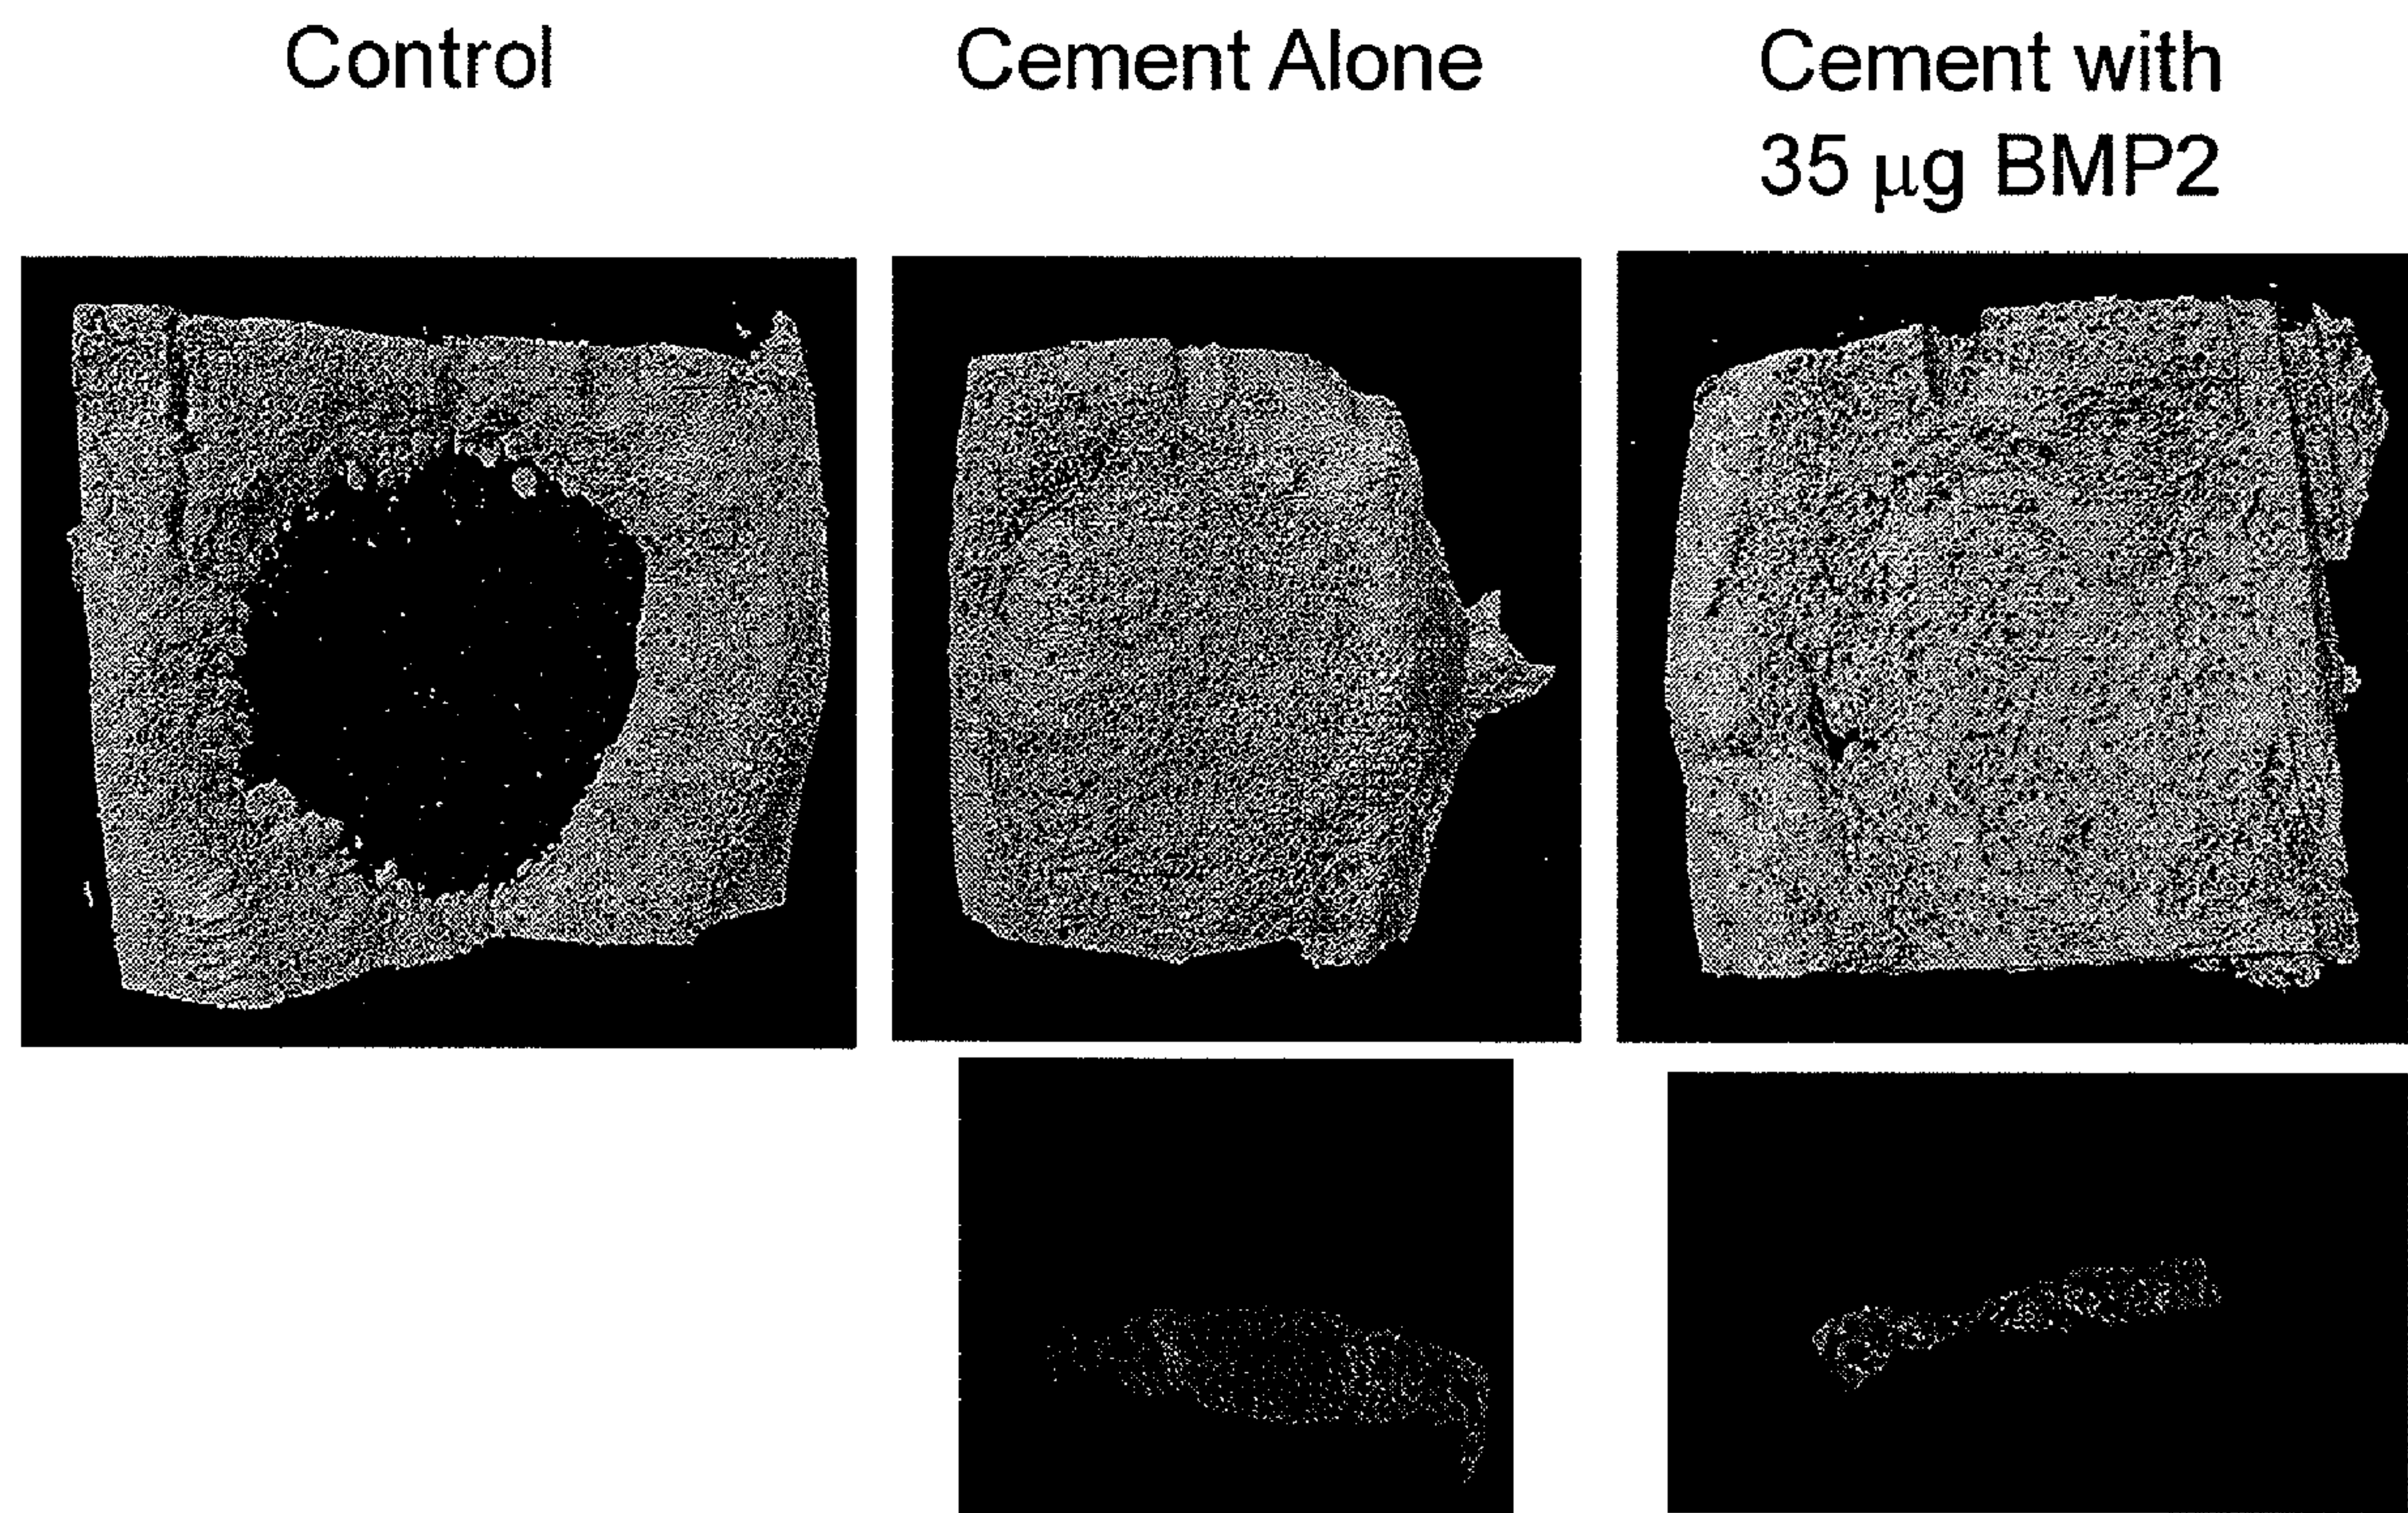 Control
Cement Alone
Cement with
35 μg BMP2